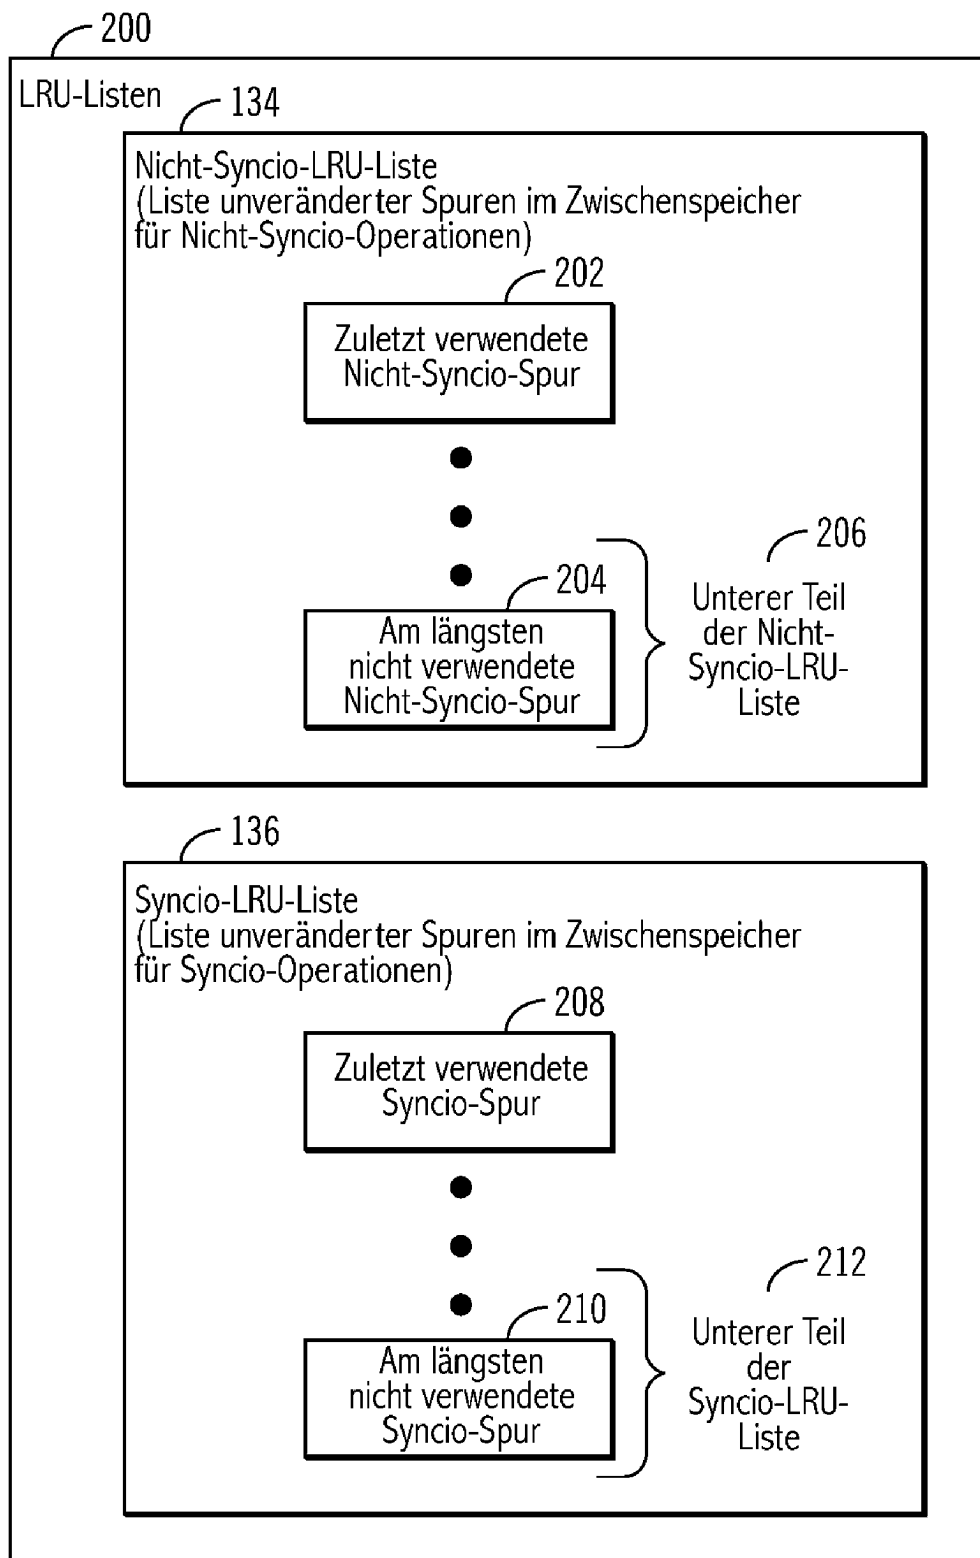 200
LRU-Listen
134
Nicht-Syncio-LRU-Liste
(Liste unveränderter Spuren im Zwischenspeicher
für Nicht-Syncio-Operationen)
202
Zuletzt verwendete
Nicht-Syncio-Spur
206
Unterer Teil
der Nicht-
Syncio-LRU-
Liste
204
Am längsten
nicht verwendete
Nicht-Syncio-Spur
136
Syncio-LRU-Liste
(Liste unveränderter Spuren im Zwischenspeicher
für Syncio-Operationen)
208
Zuletzt verwendete
Syncio-Spur
212
Unterer Teil
der
Syncio-LRU-
Liste
210
Am längsten
nicht verwendete
Syncio-Spur